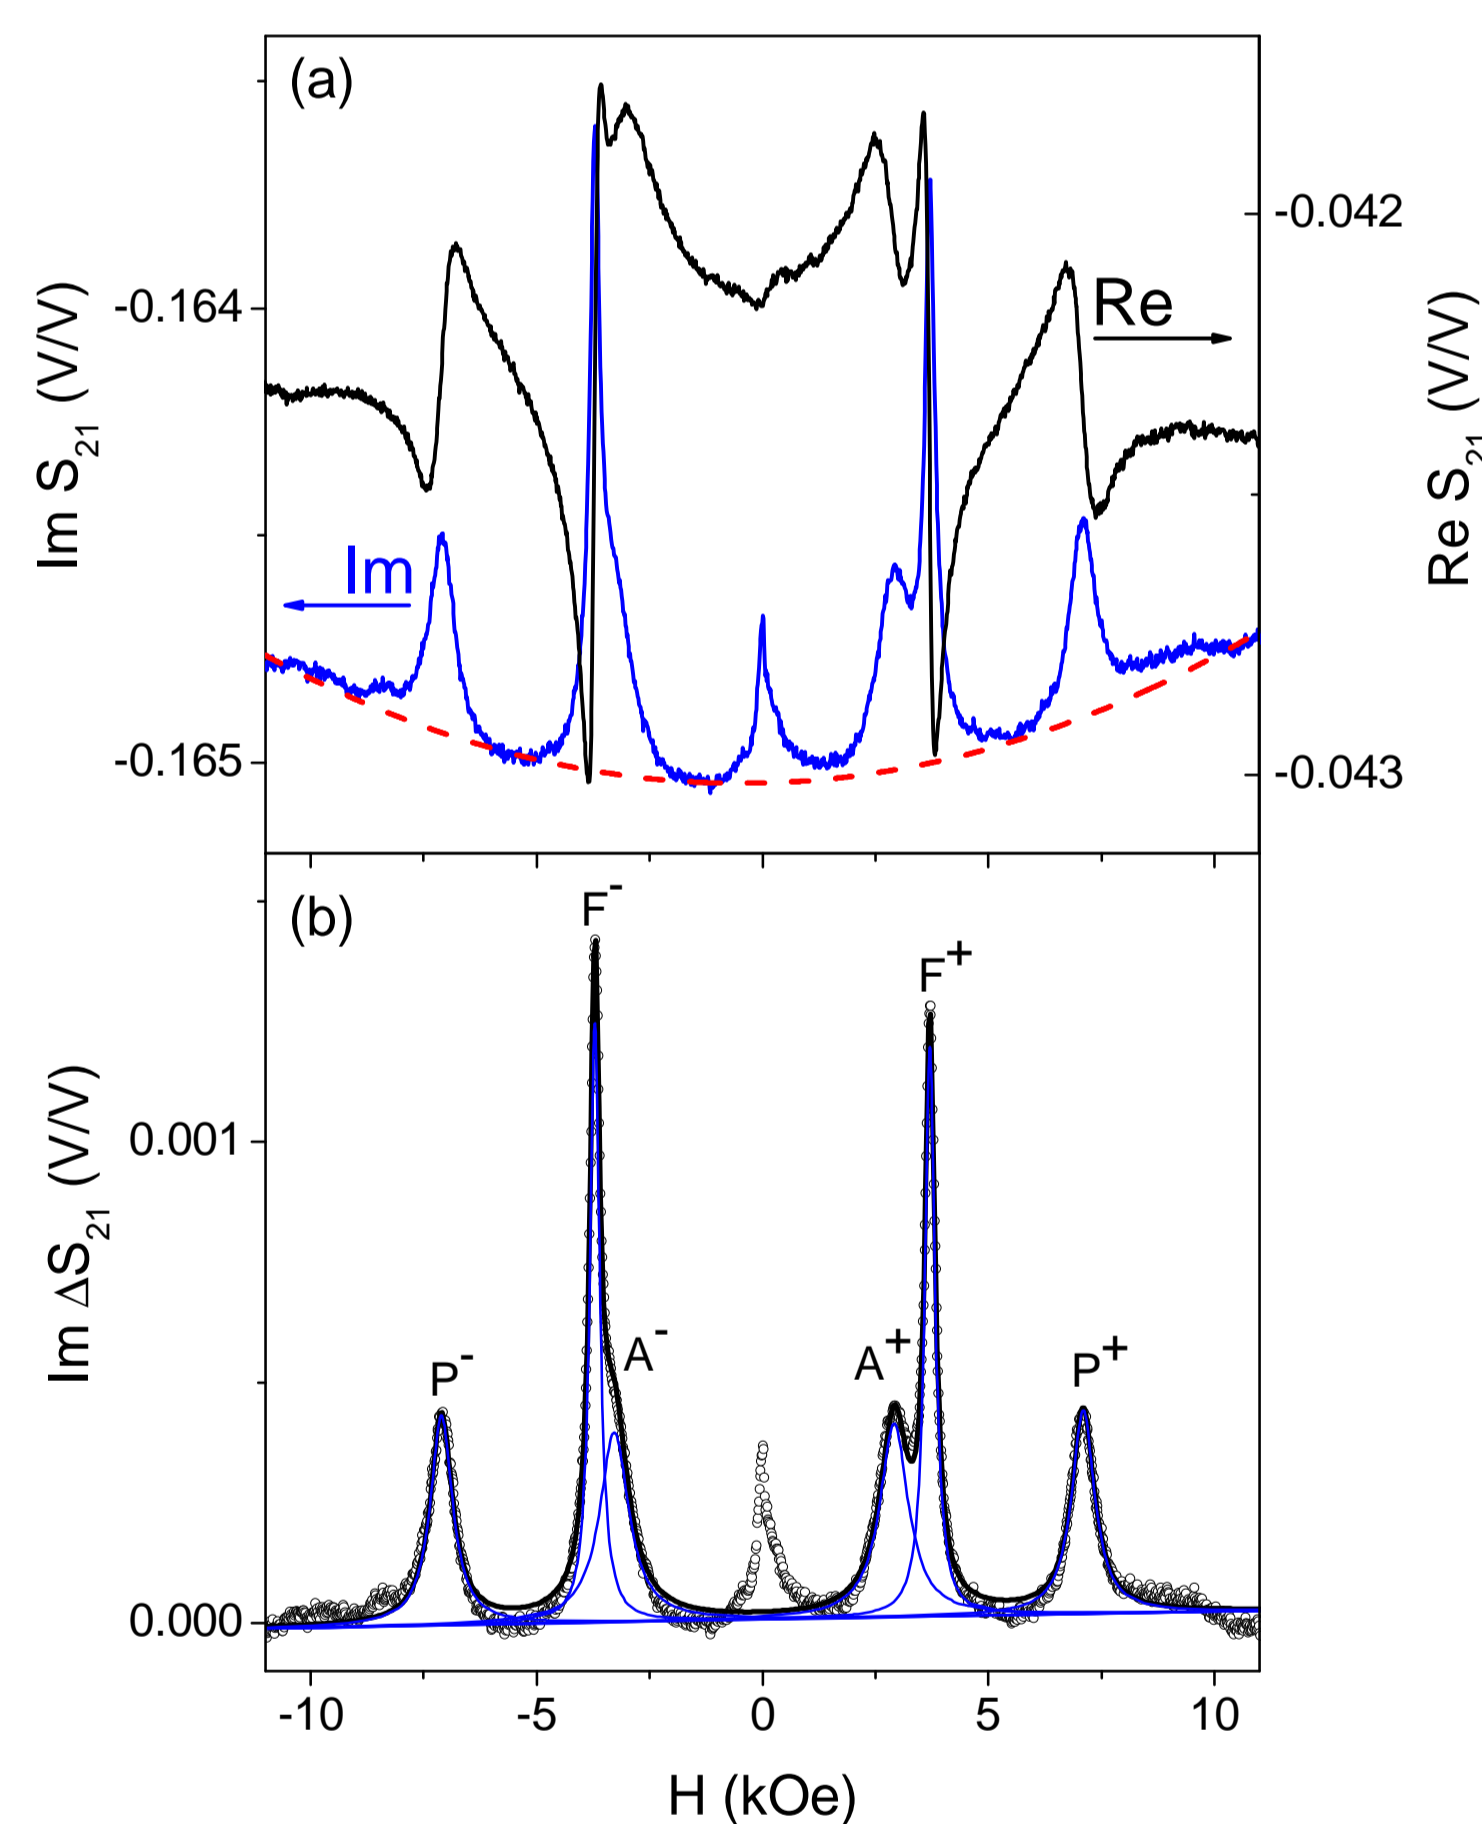 (a)
Im S21 (V/V)
-0.164
-0.165
Im
Re
-0.042
-0.043
Re S21 (V/V)
(b)
Im ΔS21 (V/V)
0.001
0.000
F-
F+
A-
A+
P-
P+
-10 -5 0 5 10
H (kOe)